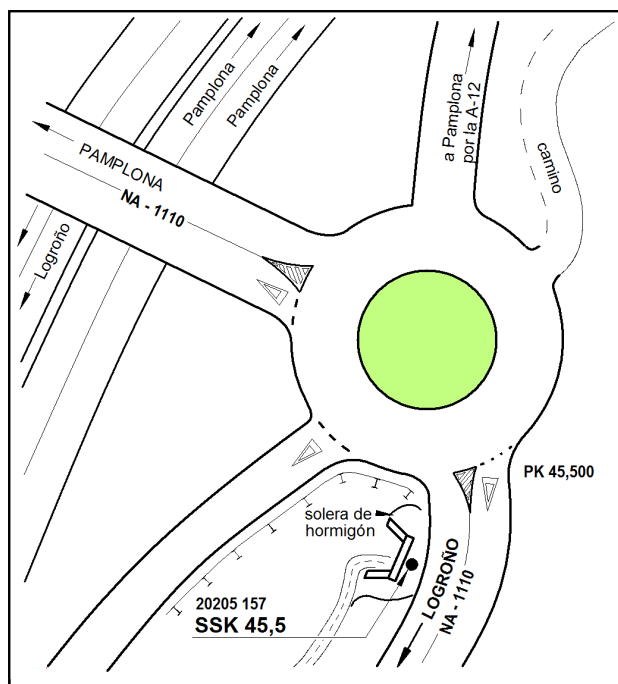 Pamplona
Pamplona
a Pamplona
por la A-12
camino
PAMPLONA
NA - 1110
Logroño
PK 45,500
solera de
hormigón
LOGROÑO
NA - 1110
20205 157
SSK 45,5